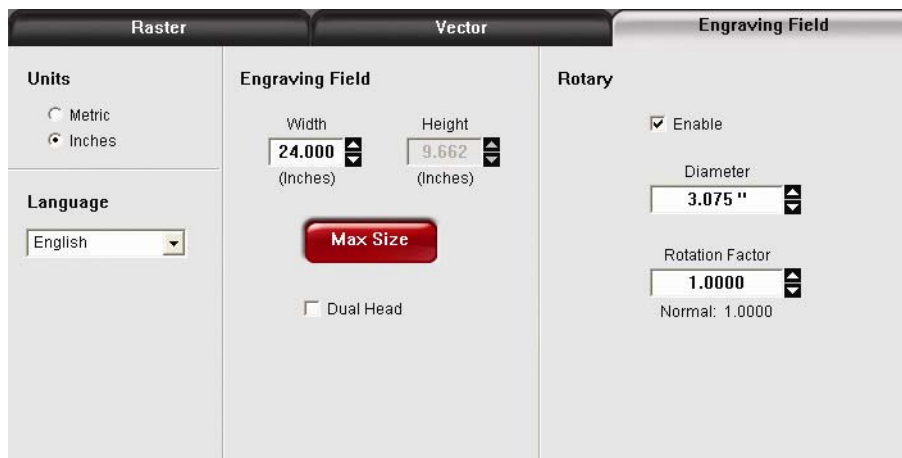 Raster
Vector
Engraving Field
Units
Metric
Inches
Language
English
Engraving Field
Width
Height
24.000
9.662
(Inches)
(Inches)
Max Size
Dual Head
Rotary
Enable
Diameter
3.075 "
Rotation Factor
1.0000
Normal: 1.0000